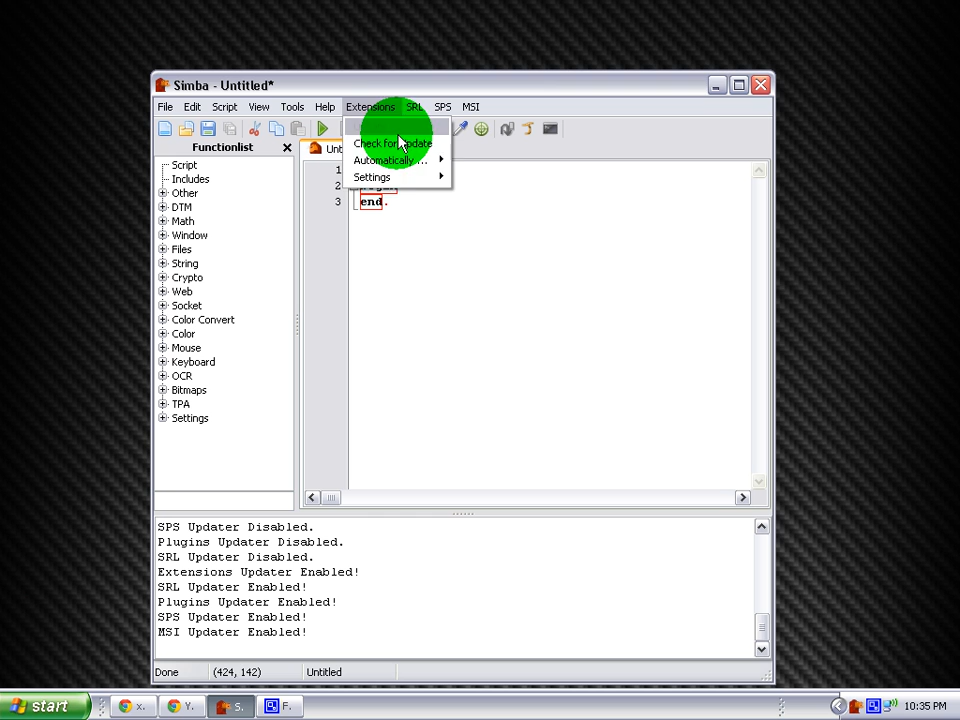 Simba - Untitled*
File Edit Script View Tools Help Extensions SRL SPS MSI
Functionlist
Unt
Check for update
Automatically ...
Settings
1
2
3 end.
Script
Includes
Other
DTM
Math
Window
Files
String
Crypto
Web
Socket
Color Convert
Color
Mouse
Keyboard
OCR
Bitmaps
TPA
Settings
SPS Updater Disabled.
Plugins Updater Disabled.
SRL Updater Disabled.
Extensions Updater Enabled!
SRL Updater Enabled!
Plugins Updater Enabled!
SPS Updater Enabled!
MSI Updater Enabled!
Done (424, 142) Untitled
start x. Y. S. F. 10:35 PM